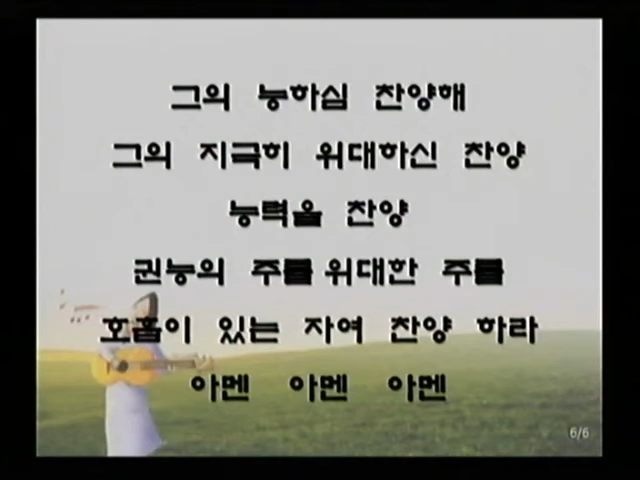 그의 능하심 찬양해
그의 지극히 위대하신 찬양
능력을 찬양
권능의 주를 위대한 주를
호흡이 있는 자여 찬양 하라
아멘 아멘 아멘
6/6